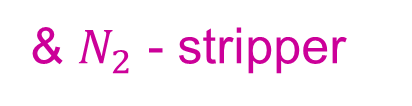 & N₂ - stripper